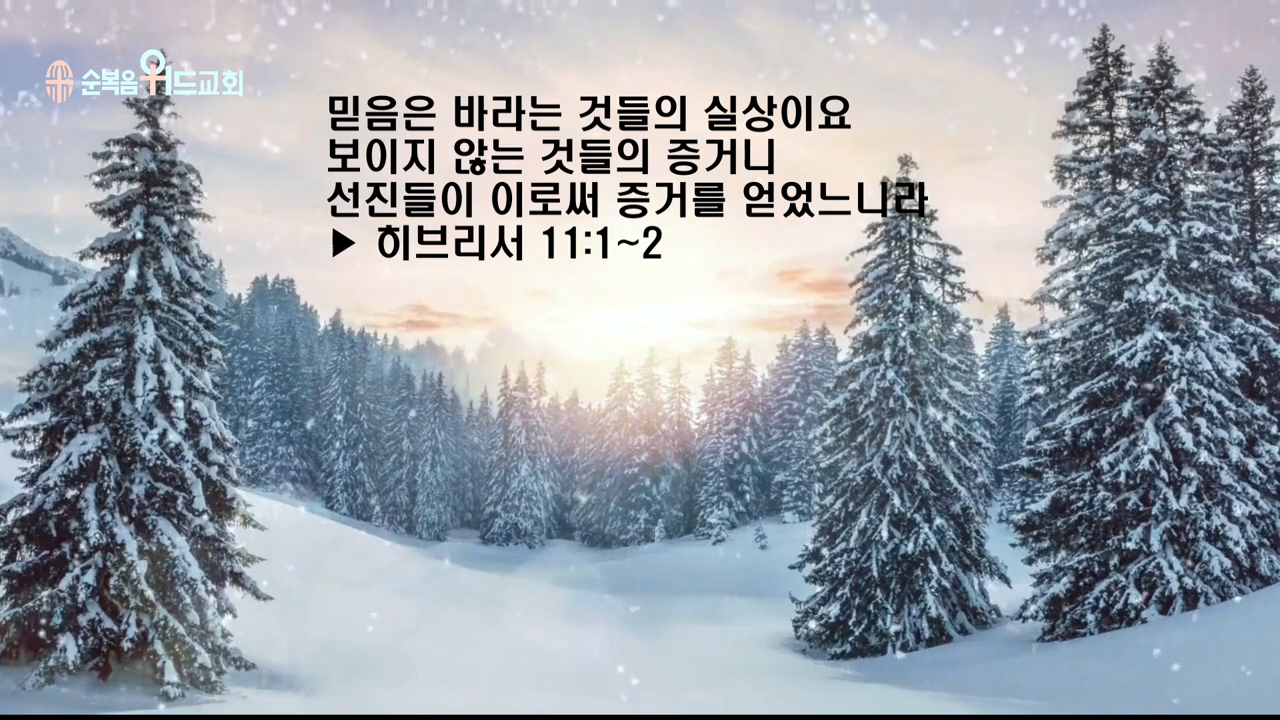 순복음위드교회
믿음은 바라는 것들의 실상이요
보이지 않는 것들의 증거니
선진들이 이로써 증거를 얻었느니라
▶ 히브리서 11:1~2